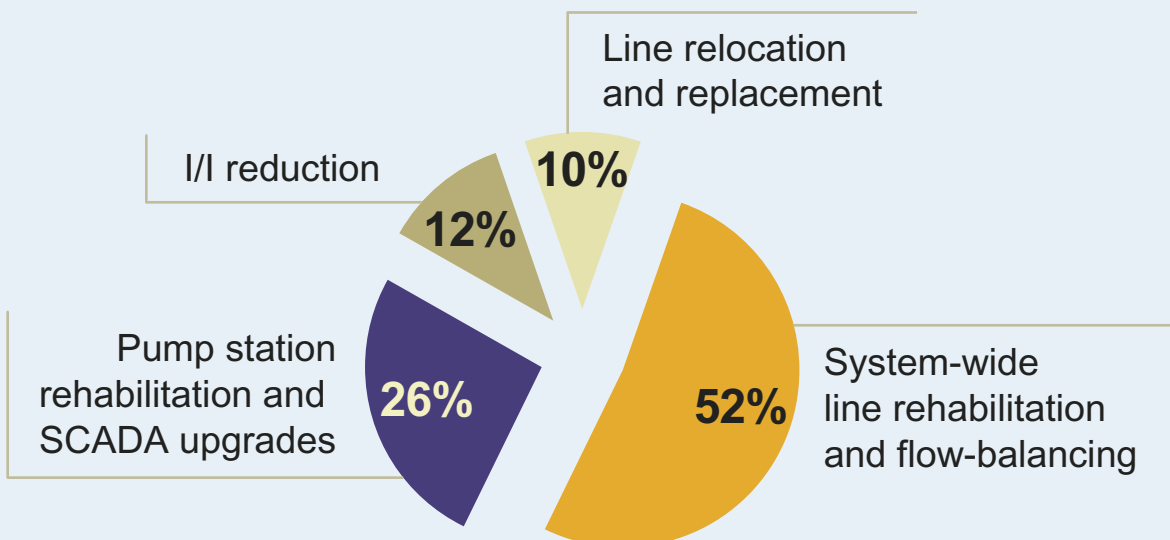 Line relocation
and replacement
10%
I/I reduction
12%
Pump station
rehabilitation and
SCADA upgrades
26%
52%
System-wide
line rehabilitation
and flow-balancing